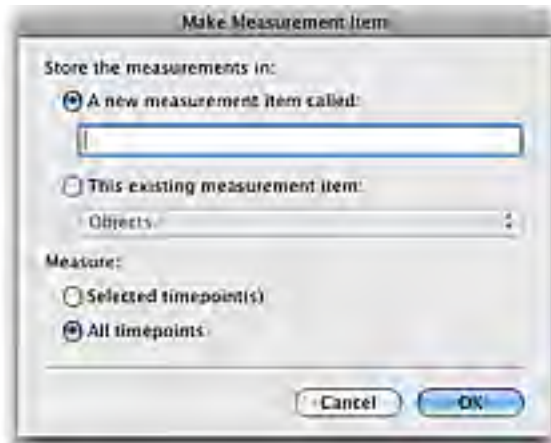 Make Measurement Item
Store the measurements in:
A new measurement item called:
This existing measurement item:
Objects
Measure:
Selected timepoint(s)
All timepoints
Cancel
OK